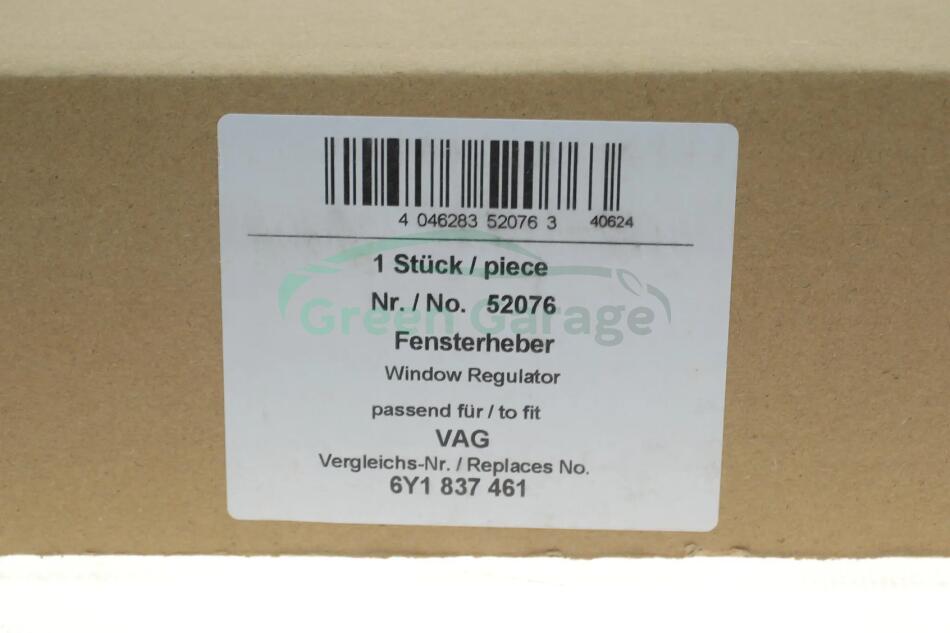 4 046283 52076 3 40624
1 Stück / piece
Nr. / No. 52076
Green Garage
Fensterheber
Window Regulator
passend für / to fit
VAG
Vergleichs-Nr. / Replaces No.
6Y1 837 461